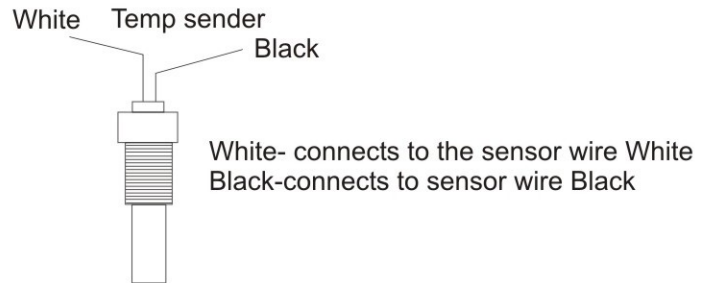 White Temp sender
Black
White- connects to the sensor wire White
Black-connects to sensor wire Black